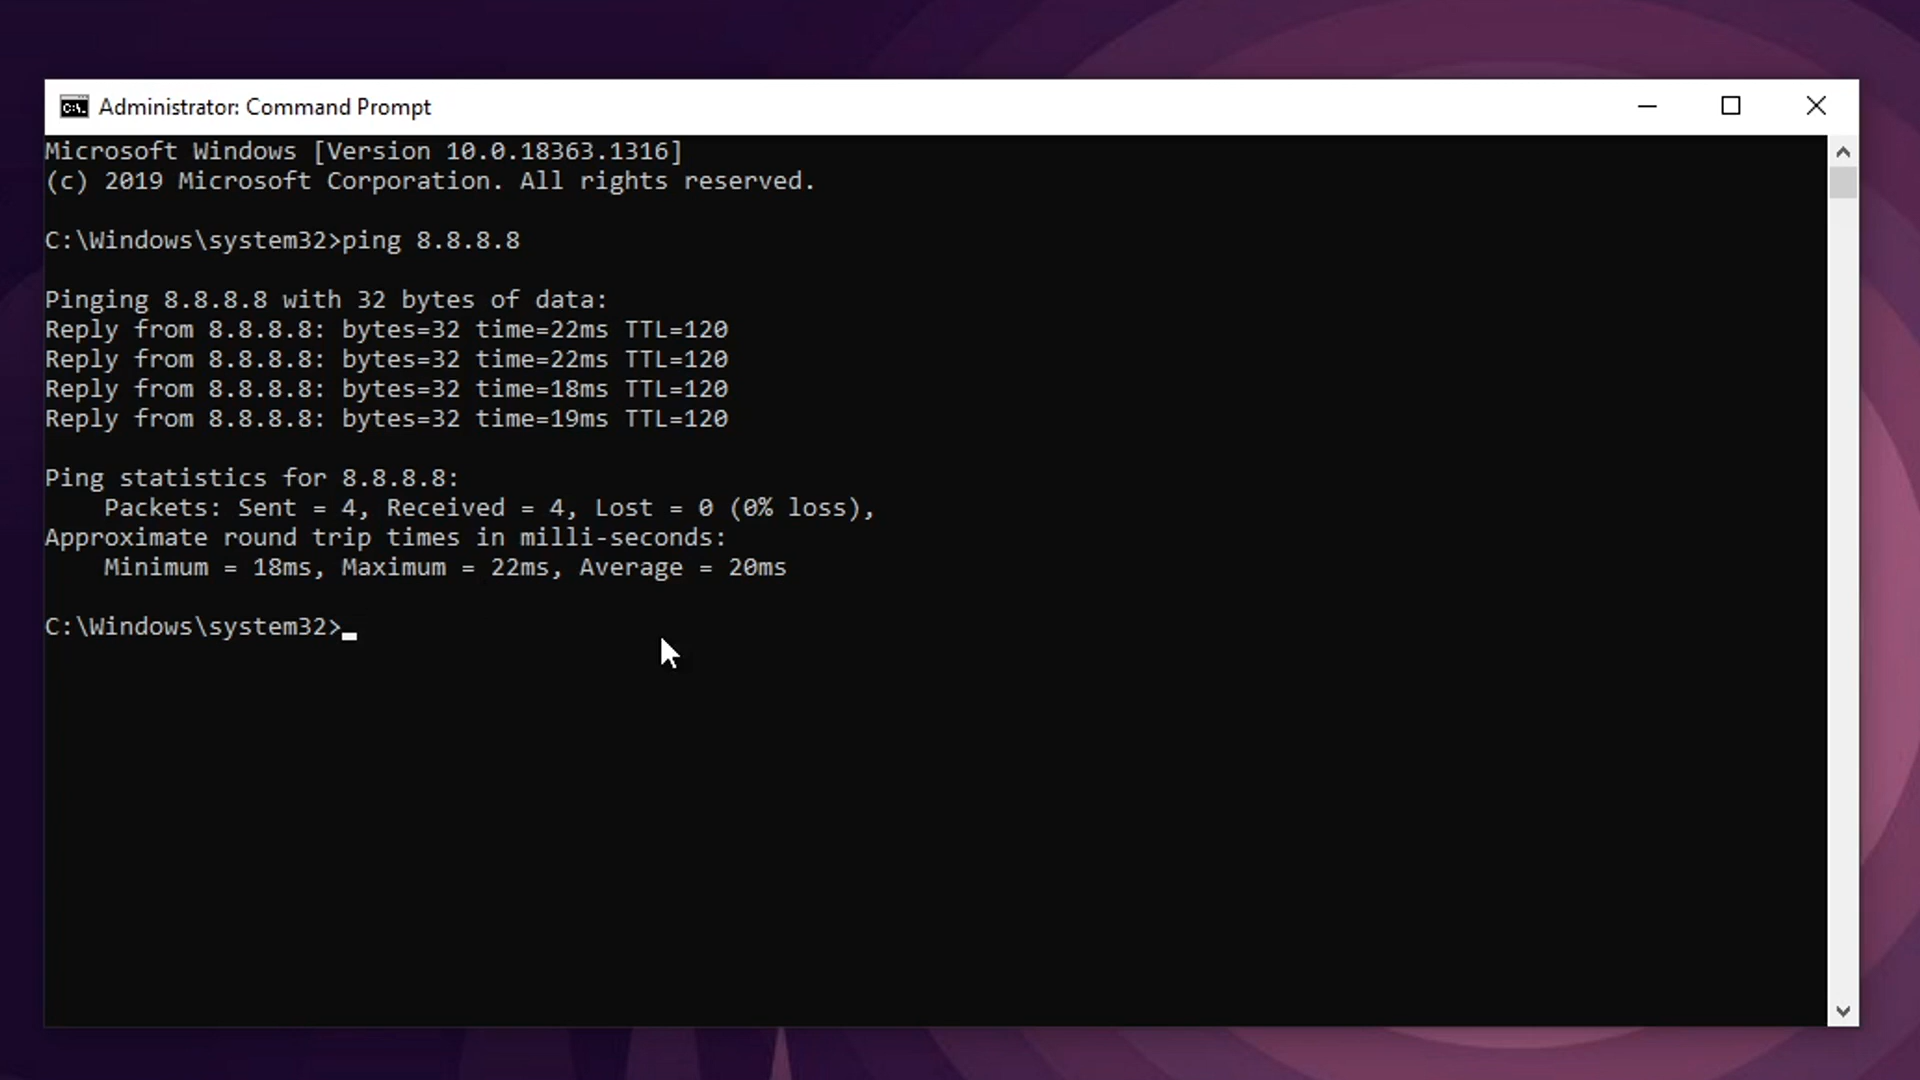 Administrator: Command Prompt
Microsoft Windows [Version 10.0.18363.1316]
(c) 2019 Microsoft Corporation. All rights reserved.
C:\Windows\system32>ping 8.8.8.8
Pinging 8.8.8.8 with 32 bytes of data:
Reply from 8.8.8.8: bytes=32 time=22ms TTL=120
Reply from 8.8.8.8: bytes=32 time=22ms TTL=120
Reply from 8.8.8.8: bytes=32 time=18ms TTL=120
Reply from 8.8.8.8: bytes=32 time=19ms TTL=120
Ping statistics for 8.8.8.8:
    Packets: Sent = 4, Received = 4, Lost = 0 (0% loss),
Approximate round trip times in milli-seconds:
    Minimum = 18ms, Maximum = 22ms, Average = 20ms
C:\Windows\system32>